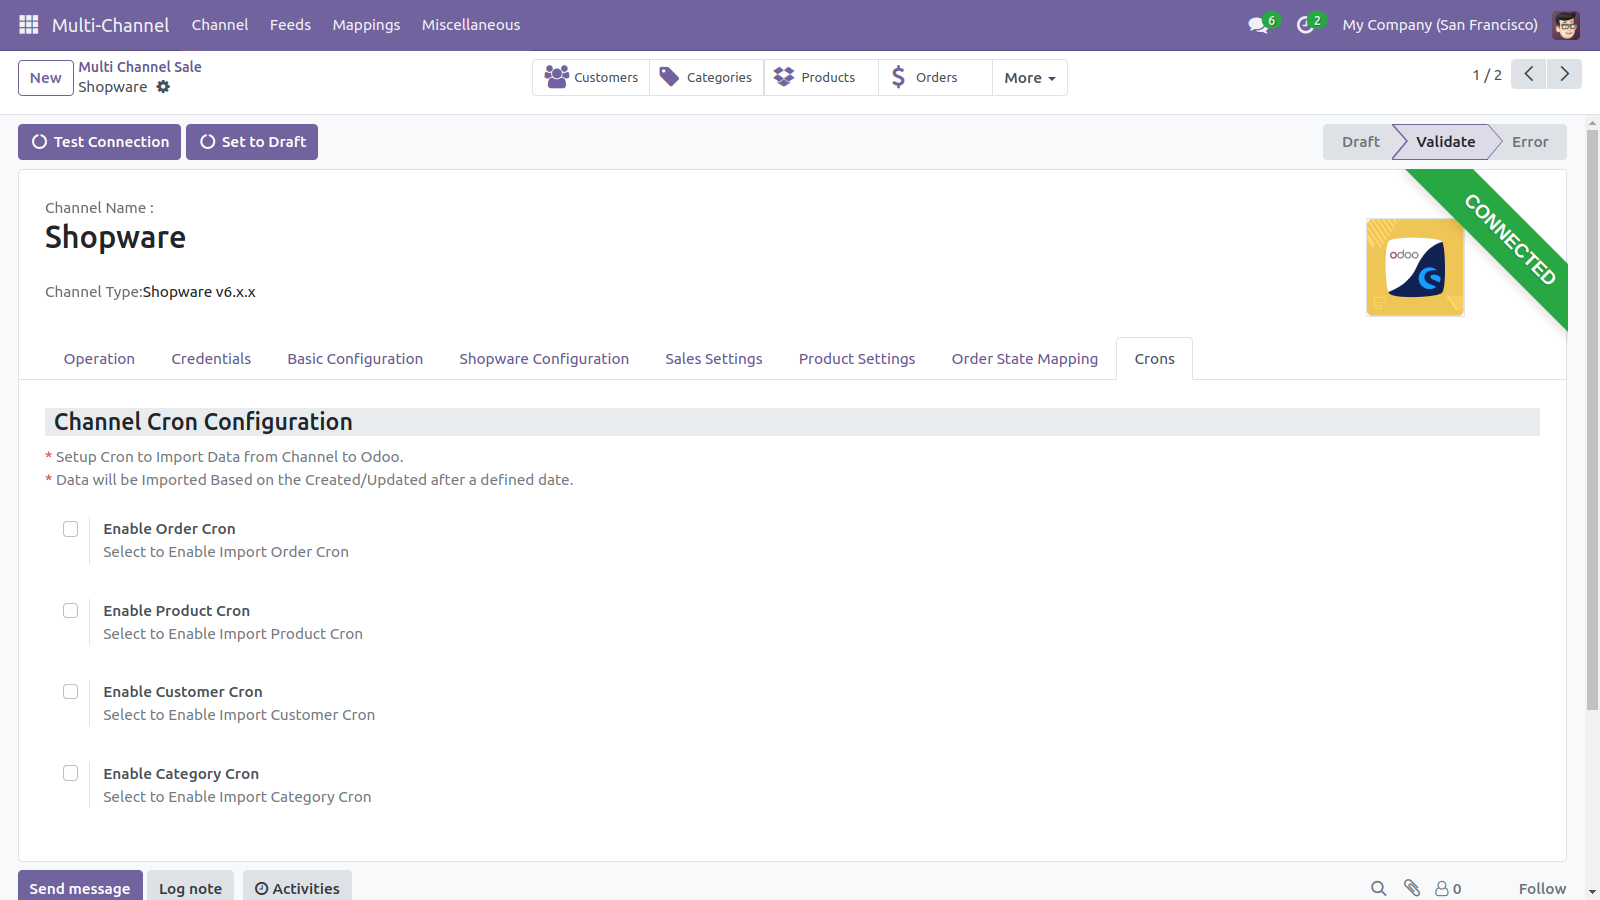 Multi-Channel Channel Feeds Mappings Miscellaneous 6 2 My Company (San Francisco)
New Multi Channel Sale
Shopware
Customers Categories Products Orders More 1 / 2
Test Connection Set to Draft Draft Validate Error
CONNECTED
Channel Name :
Shopware
odoo
Channel Type:Shopware v6.x.x
Operation Credentials Basic Configuration Shopware Configuration Sales Settings Product Settings Order State Mapping Crons
Channel Cron Configuration
* Setup Cron to Import Data from Channel to Odoo.
* Data will be Imported Based on the Created/Updated after a defined date.
Enable Order Cron
Select to Enable Import Order Cron
Enable Product Cron
Select to Enable Import Product Cron
Enable Customer Cron
Select to Enable Import Customer Cron
Enable Category Cron
Select to Enable Import Category Cron
Send message Log note Activities 0 Follow